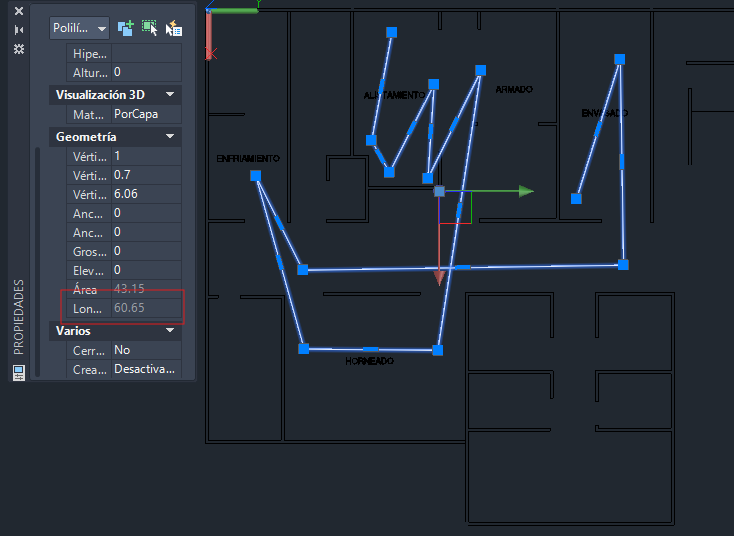 Y
X
Polilí...
Hipe...
Altur... 0
Visualización 3D
Mat... PorCapa
Geometría
Vérti... 1
Vérti... 0.7
Vérti... 6.06
Anc... 0
Anc... 0
Gros... 0
Elev... 0
Área 43.15
Lon... 60.65
Varios
Cerr... No
Crea... Desactiva...
PROPIEDADES
ALISTAMIENTO
ARMADO
ENVASADO
ENFRIAMIENTO
HORNEADO